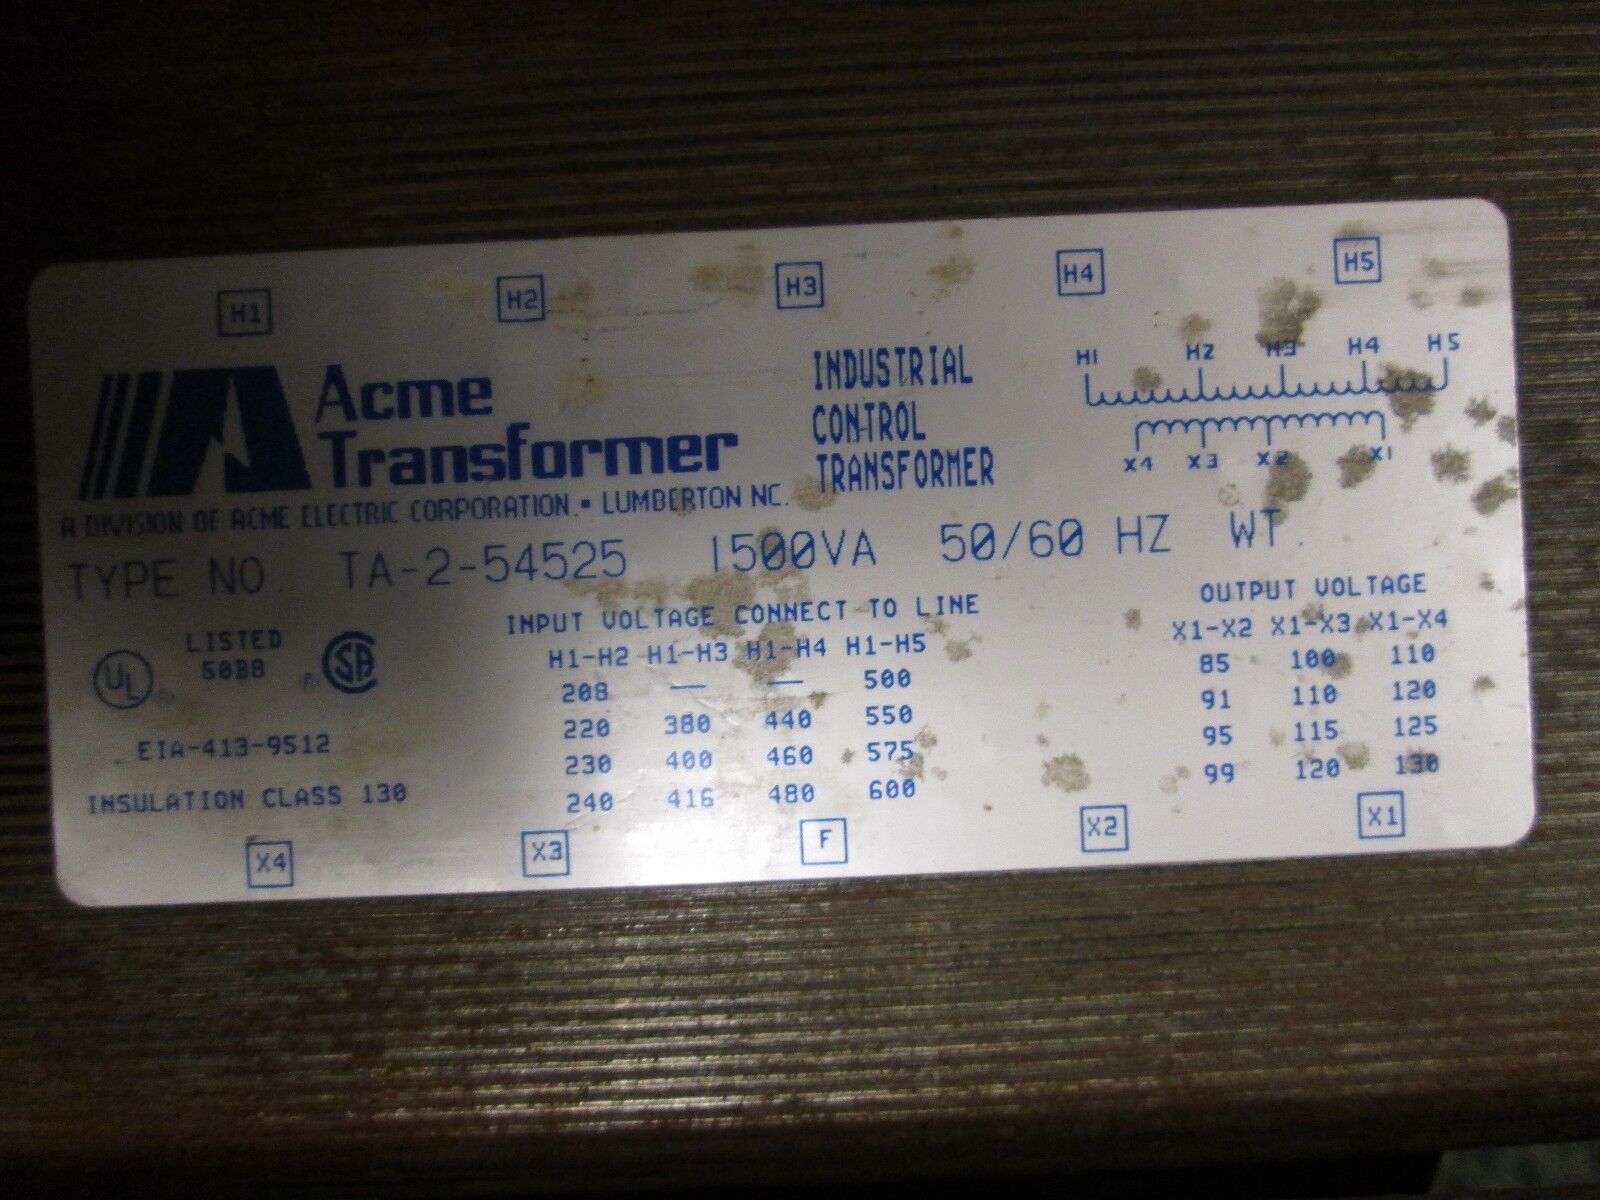 H1 H2 H3 H4 H5
Acme
Transformer
A DIVISION OF ACME ELECTRIC CORPORATION. ▪ LUMBERTON NC.
INDUSTRIAL
CONTROL
TRANSFORMER
H1 H2 H3 H4 H5
X4 X3 X2 X1
TYPE NO. TA-2-54525 1500VA 50/60 HZ WT.
UL ®
LISTED
50BB
® SA
EIA-413-9512
INSULATION CLASS 130
INPUT VOLTAGE CONNECT TO LINE
H1-H2 H1-H3 H1-H4 H1-H5
208 — — 500
220 380 440 550
230 400 460 575
240 416 480 600
OUTPUT VOLTAGE
X1-X2 X1-X3 X1-X4
85 100 110
91 110 120
95 115 125
99 120 130
X4 X3 F X2 X1